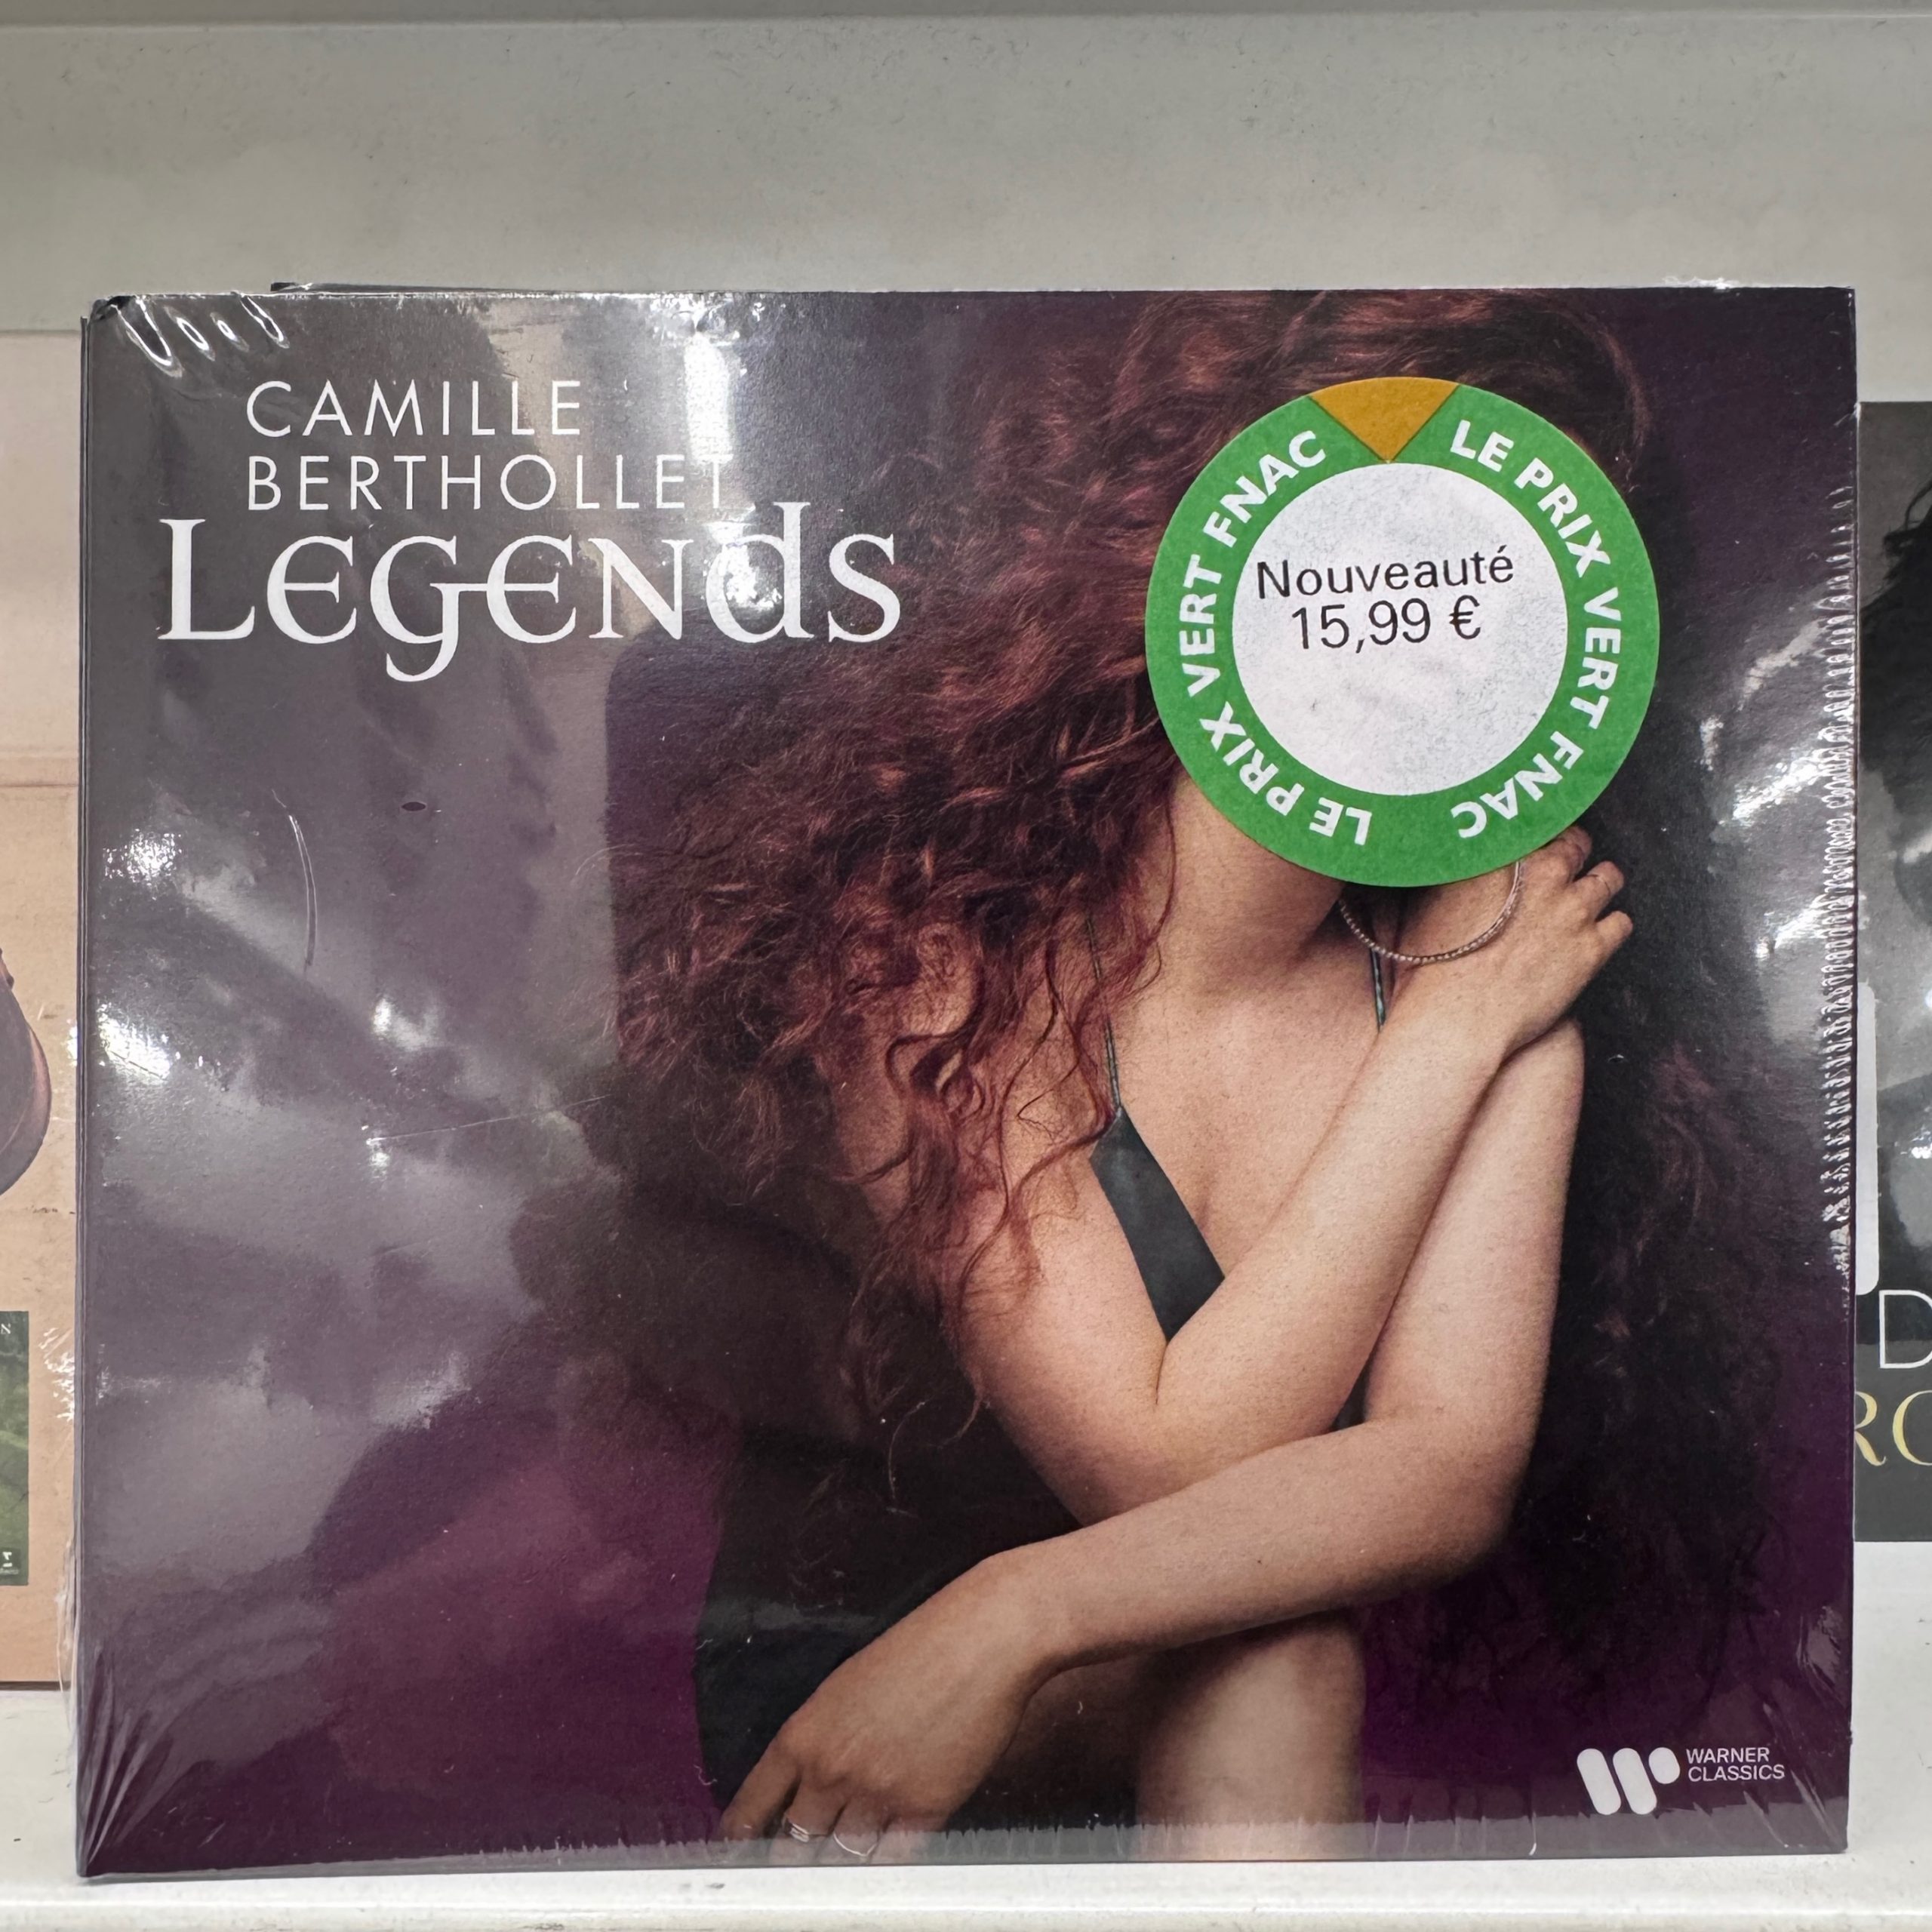 CAMILLE
BERTHOLLET
LEGENDS
LE PRIX VERT FNAC
LE PRIX VERT FNAC
Nouveauté
15,99 €
WARNER
CLASSICS